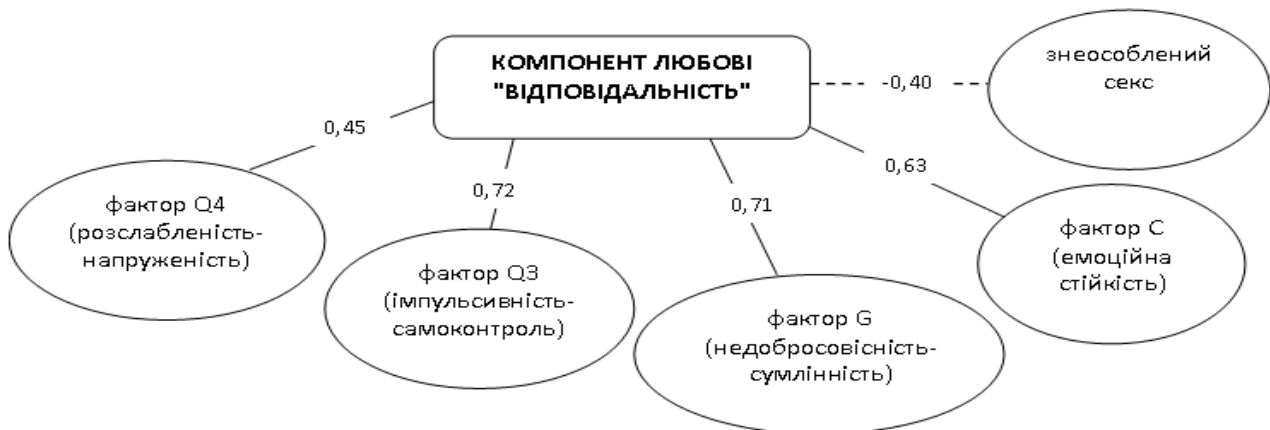 КОМПОНЕНТ ЛЮБОВІ
"ВІДПОВІДАЛЬНІСТЬ"
знеособлений
секс
-0,40
0,45
0,72
0,71
0,63
фактор Q4
(розслабленість-
напруженість)
фактор Q3
(імпульсивність-
самоконтроль)
фактор G
(недобросовісність-
сумлінність)
фактор С
(емоційна
стійкість)